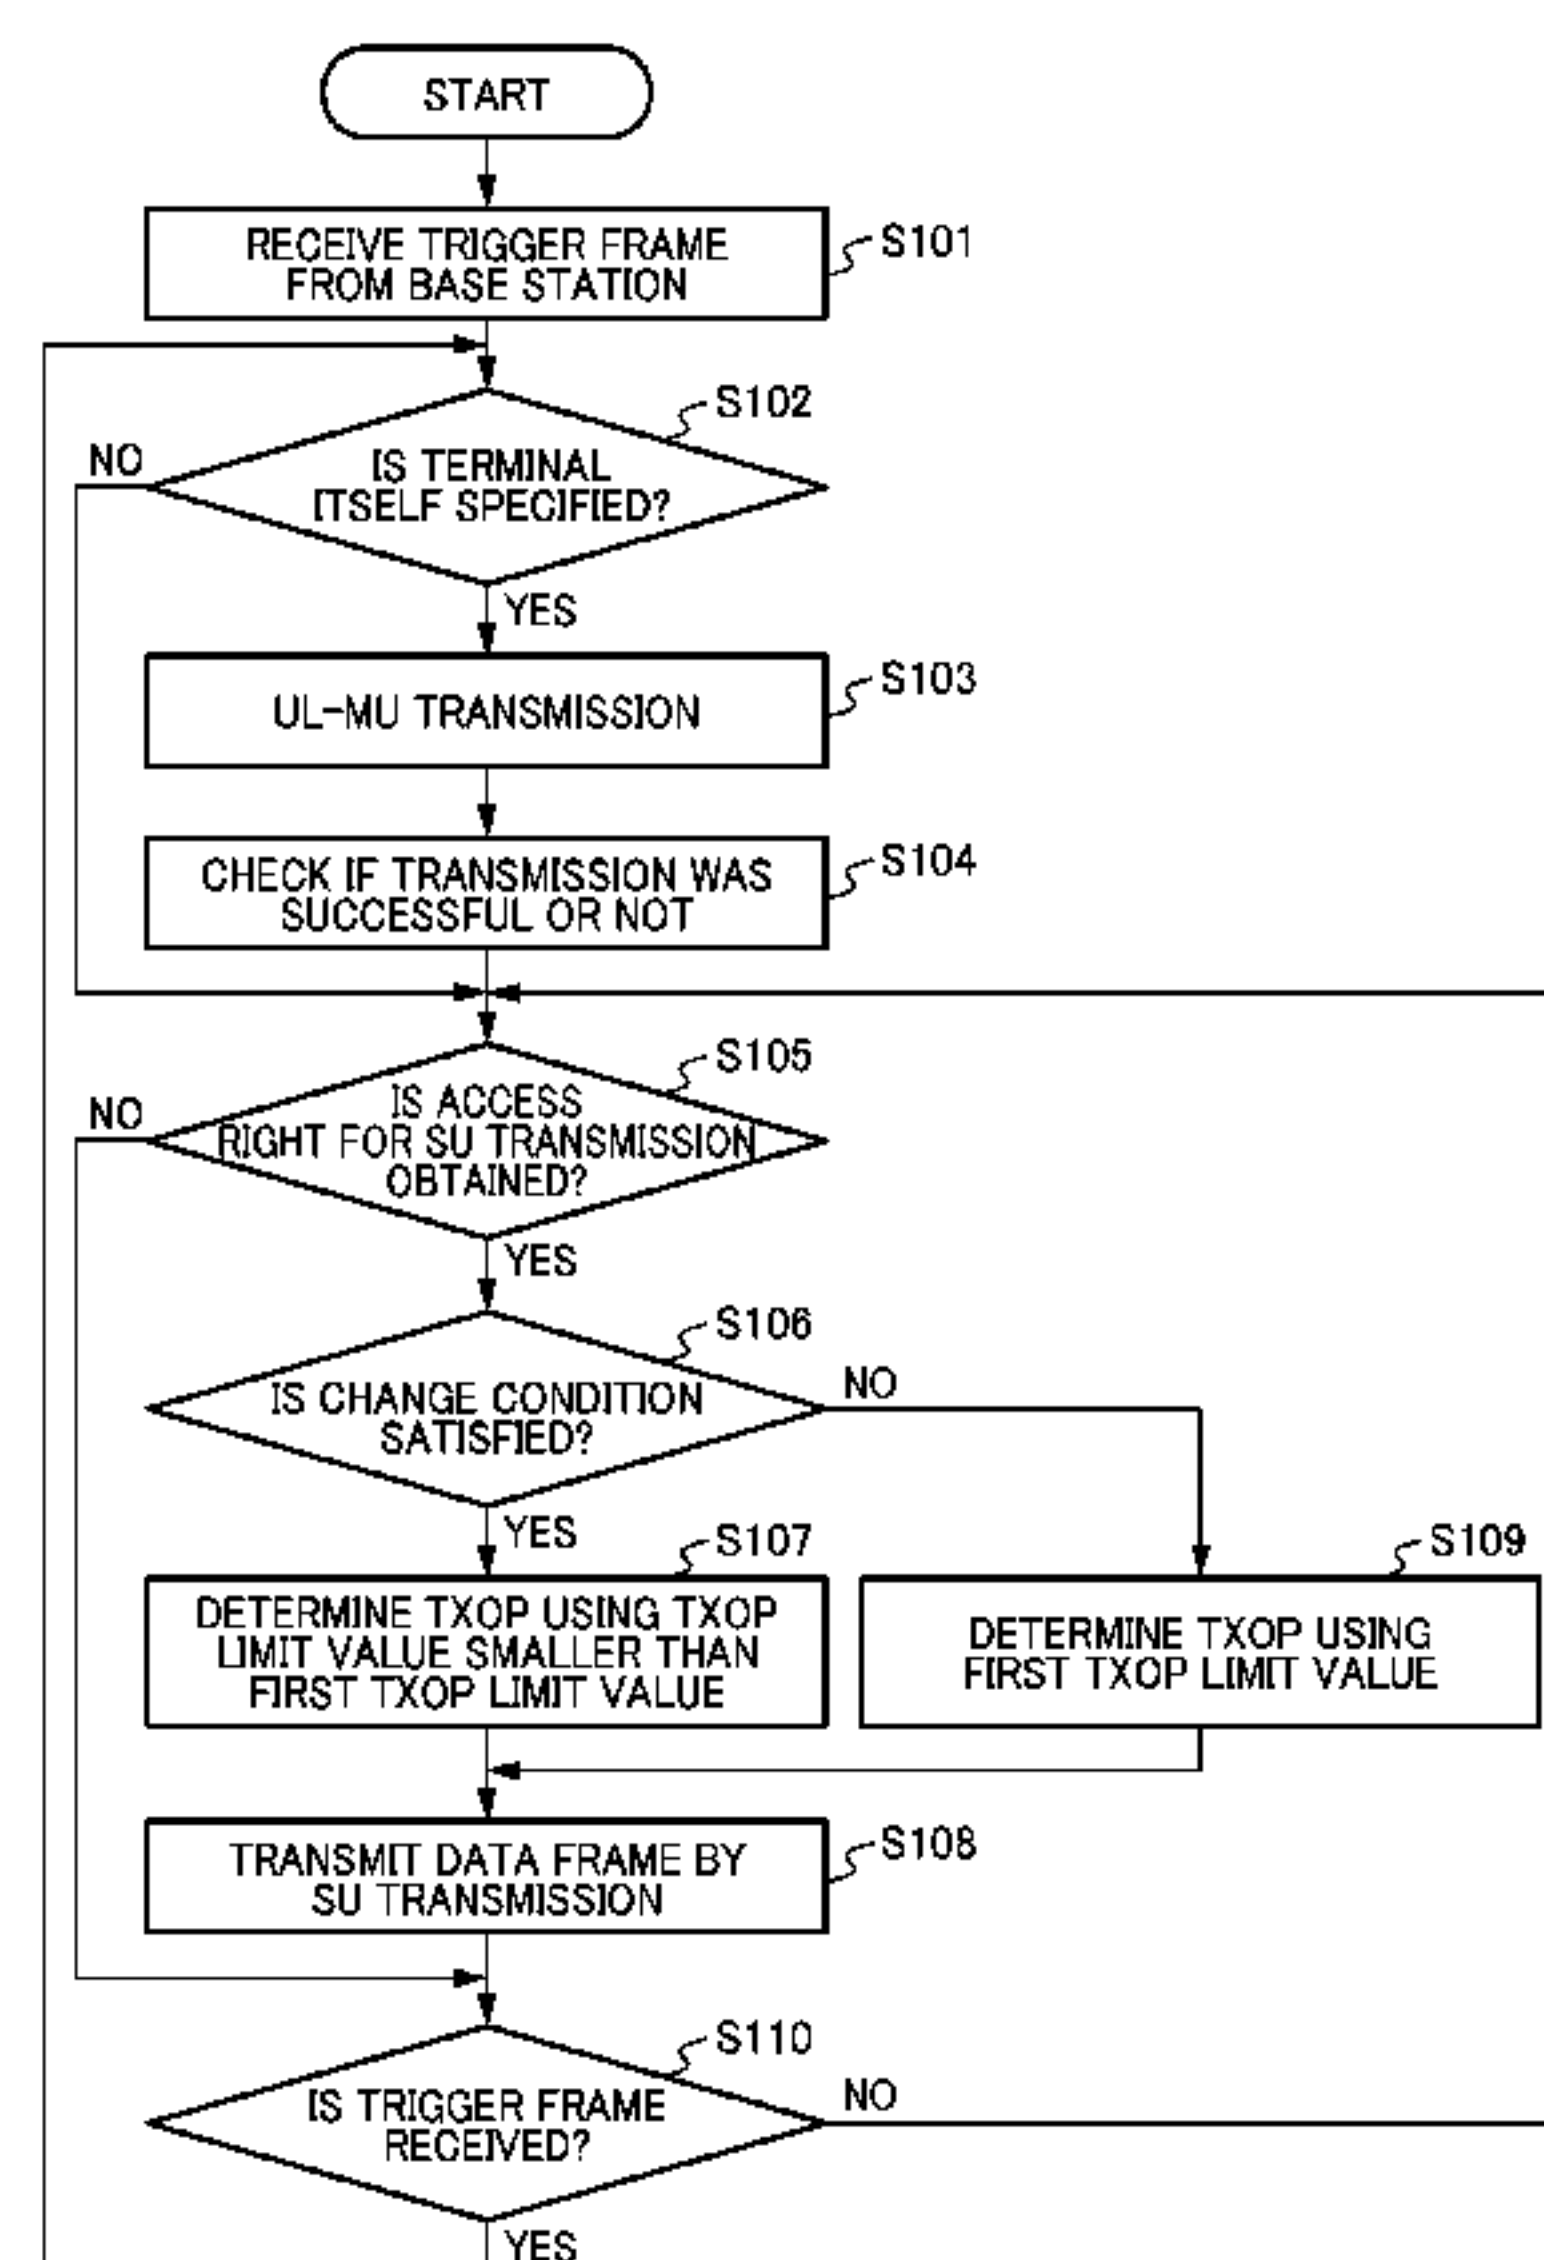 START
RECEIVE TRIGGER FRAME
FROM BASE STATION
S101
S102
NO
IS TERMINAL
ITSELF SPECIFIED?
YES
UL-MU TRANSMISSION
S103
CHECK IF TRANSMISSION WAS
SUCCESSFUL OR NOT
S104
S105
NO
IS ACCESS
RIGHT FOR SU TRANSMISSION
OBTAINED?
YES
S106
IS CHANGE CONDITION
SATISFIED?
NO
YES
S107
DETERMINE TXOP USING TXOP
LIMIT VALUE SMALLER THAN
FIRST TXOP LIMIT VALUE
S109
DETERMINE TXOP USING
FIRST TXOP LIMIT VALUE
TRANSMIT DATA FRAME BY
SU TRANSMISSION
S108
S110
IS TRIGGER FRAME
RECEIVED?
NO
YES